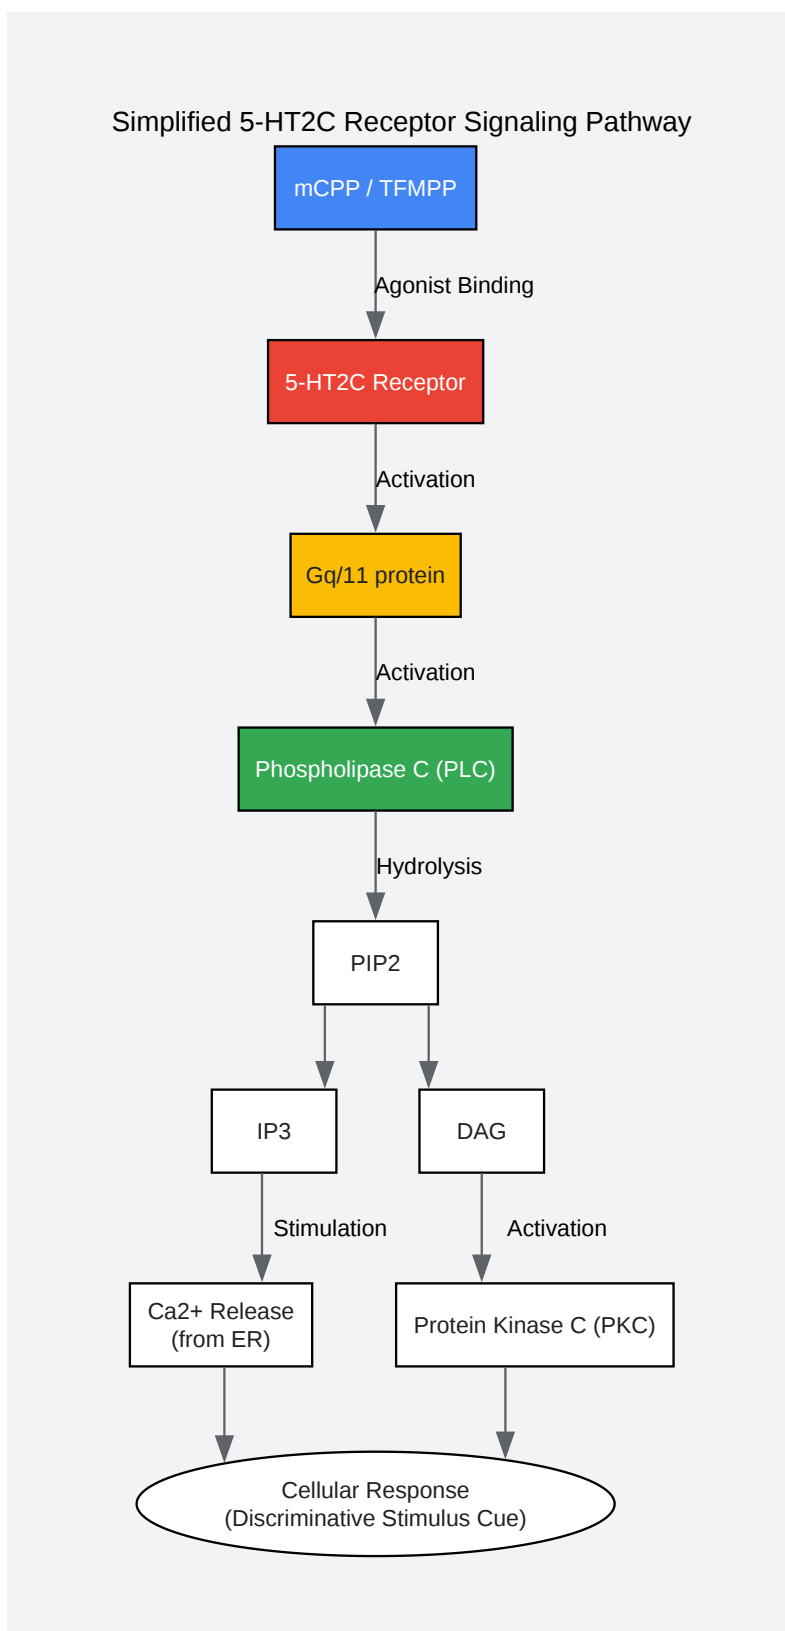 Simplified 5-HT2C Receptor Signaling Pathway
mCPP / TFMPP
Agonist Binding
5-HT2C Receptor
Activation
Gq/11 protein
Activation
Phospholipase C (PLC)
Hydrolysis
PIP2
IP3
DAG
Stimulation
Activation
Ca2+ Release
(from ER)
Protein Kinase C (PKC)
Cellular Response
(Discriminative Stimulus Cue)